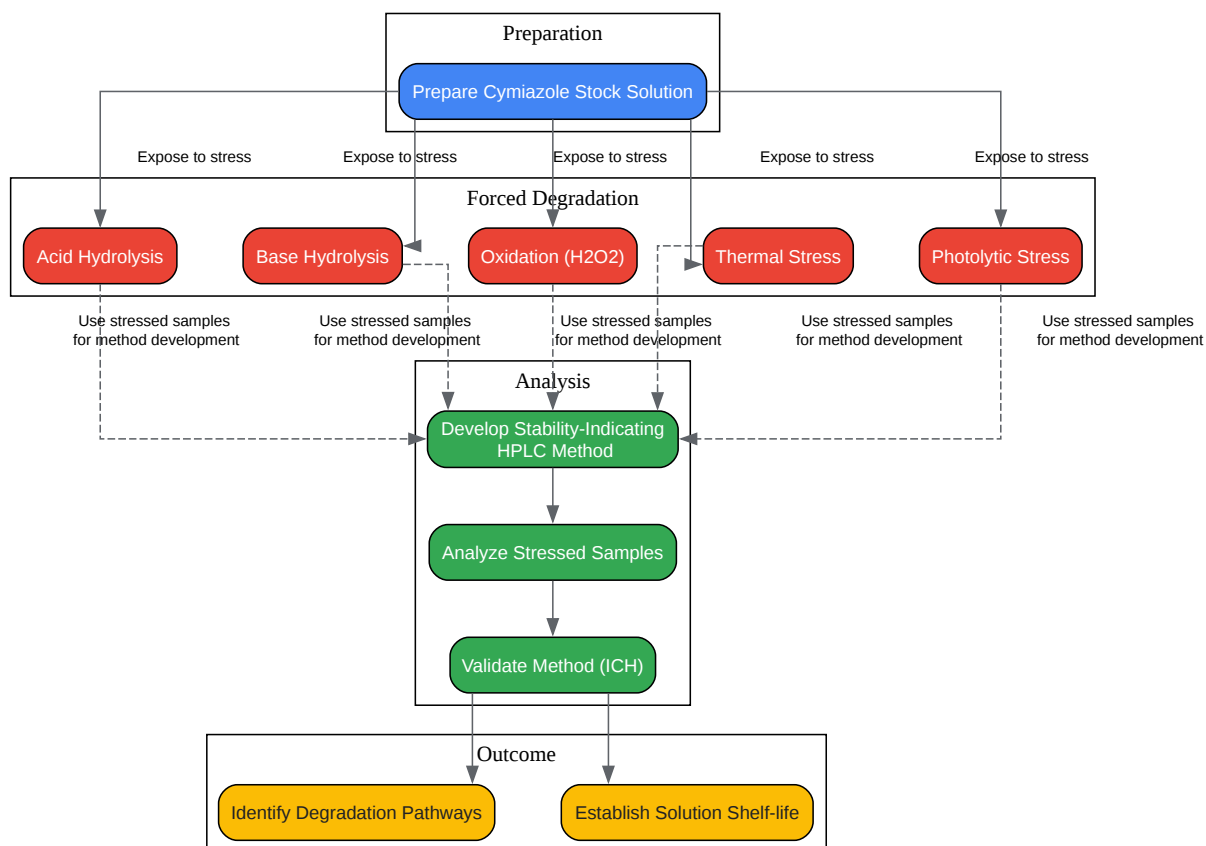 Preparation
Prepare Cymiazole Stock Solution
Expose to stress
Expose to stress
Expose to stress
Expose to stress
Expose to stress
Forced Degradation
Acid Hydrolysis
Base Hydrolysis
Oxidation (H2O2)
Thermal Stress
Photolytic Stress
Use stressed samples
for method development
Use stressed samples
for method development
Use stressed samples
for method development
Use stressed samples
for method development
Use stressed samples
for method development
Analysis
Develop Stability-Indicating
HPLC Method
Analyze Stressed Samples
Validate Method (ICH)
Outcome
Identify Degradation Pathways
Establish Solution Shelf-life